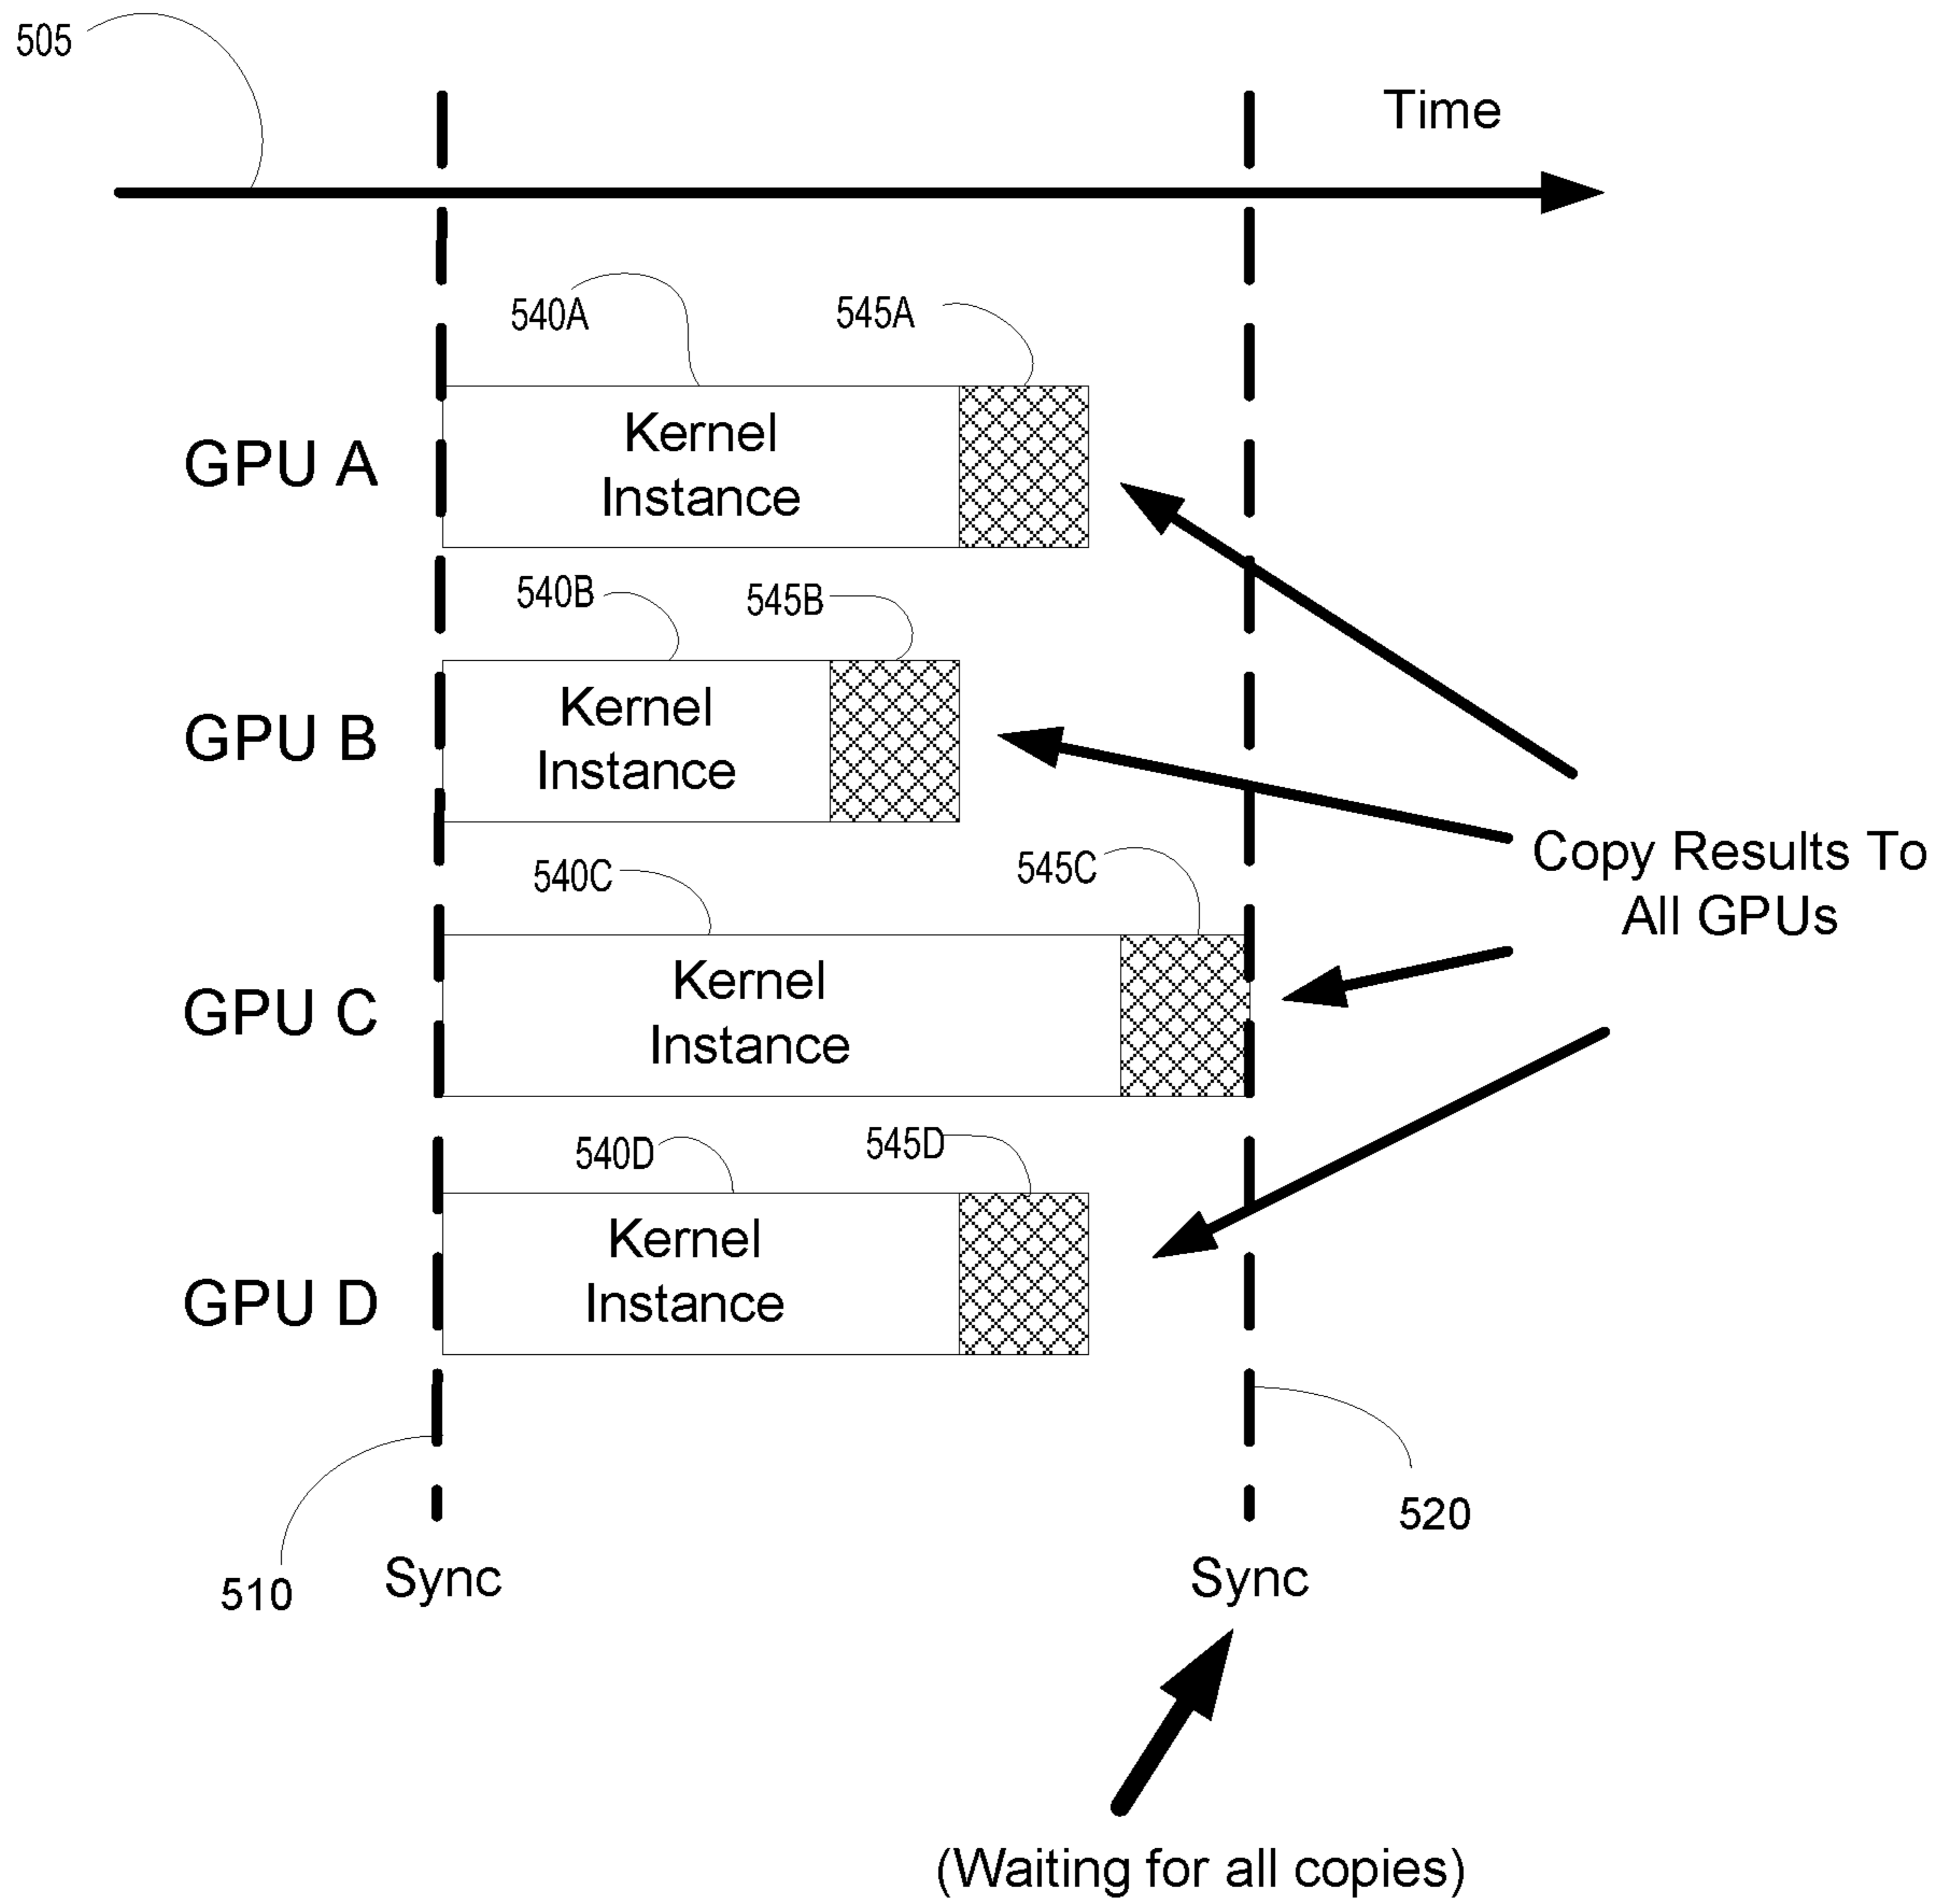 505
Time
540A
545A
GPU A
Kernel
Instance
540B
545B
GPU B
Kernel
Instance
Copy Results To
All GPUs
540C
545C
GPU C
Kernel
Instance
540D
545D
GPU D
Kernel
Instance
510
Sync
520
Sync
(Waiting for all copies)